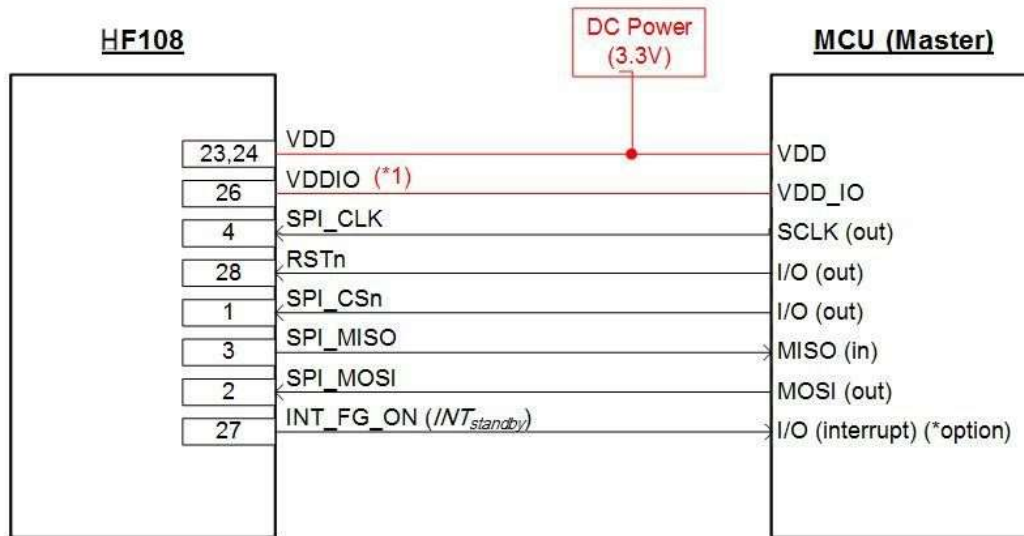 HF108
DC Power
(3.3V)
MCU (Master)
23,24 VDD VDD
26 VDDIO (*1) VDD_IO
4 SPI_CLK SCLK (out)
28 RSTn I/O (out)
1 SPI_CSn I/O (out)
3 SPI_MISO MISO (in)
2 SPI_MOSI MOSI (out)
27 INT_FG_ON (INTstandby) I/O (interrupt) (*option)